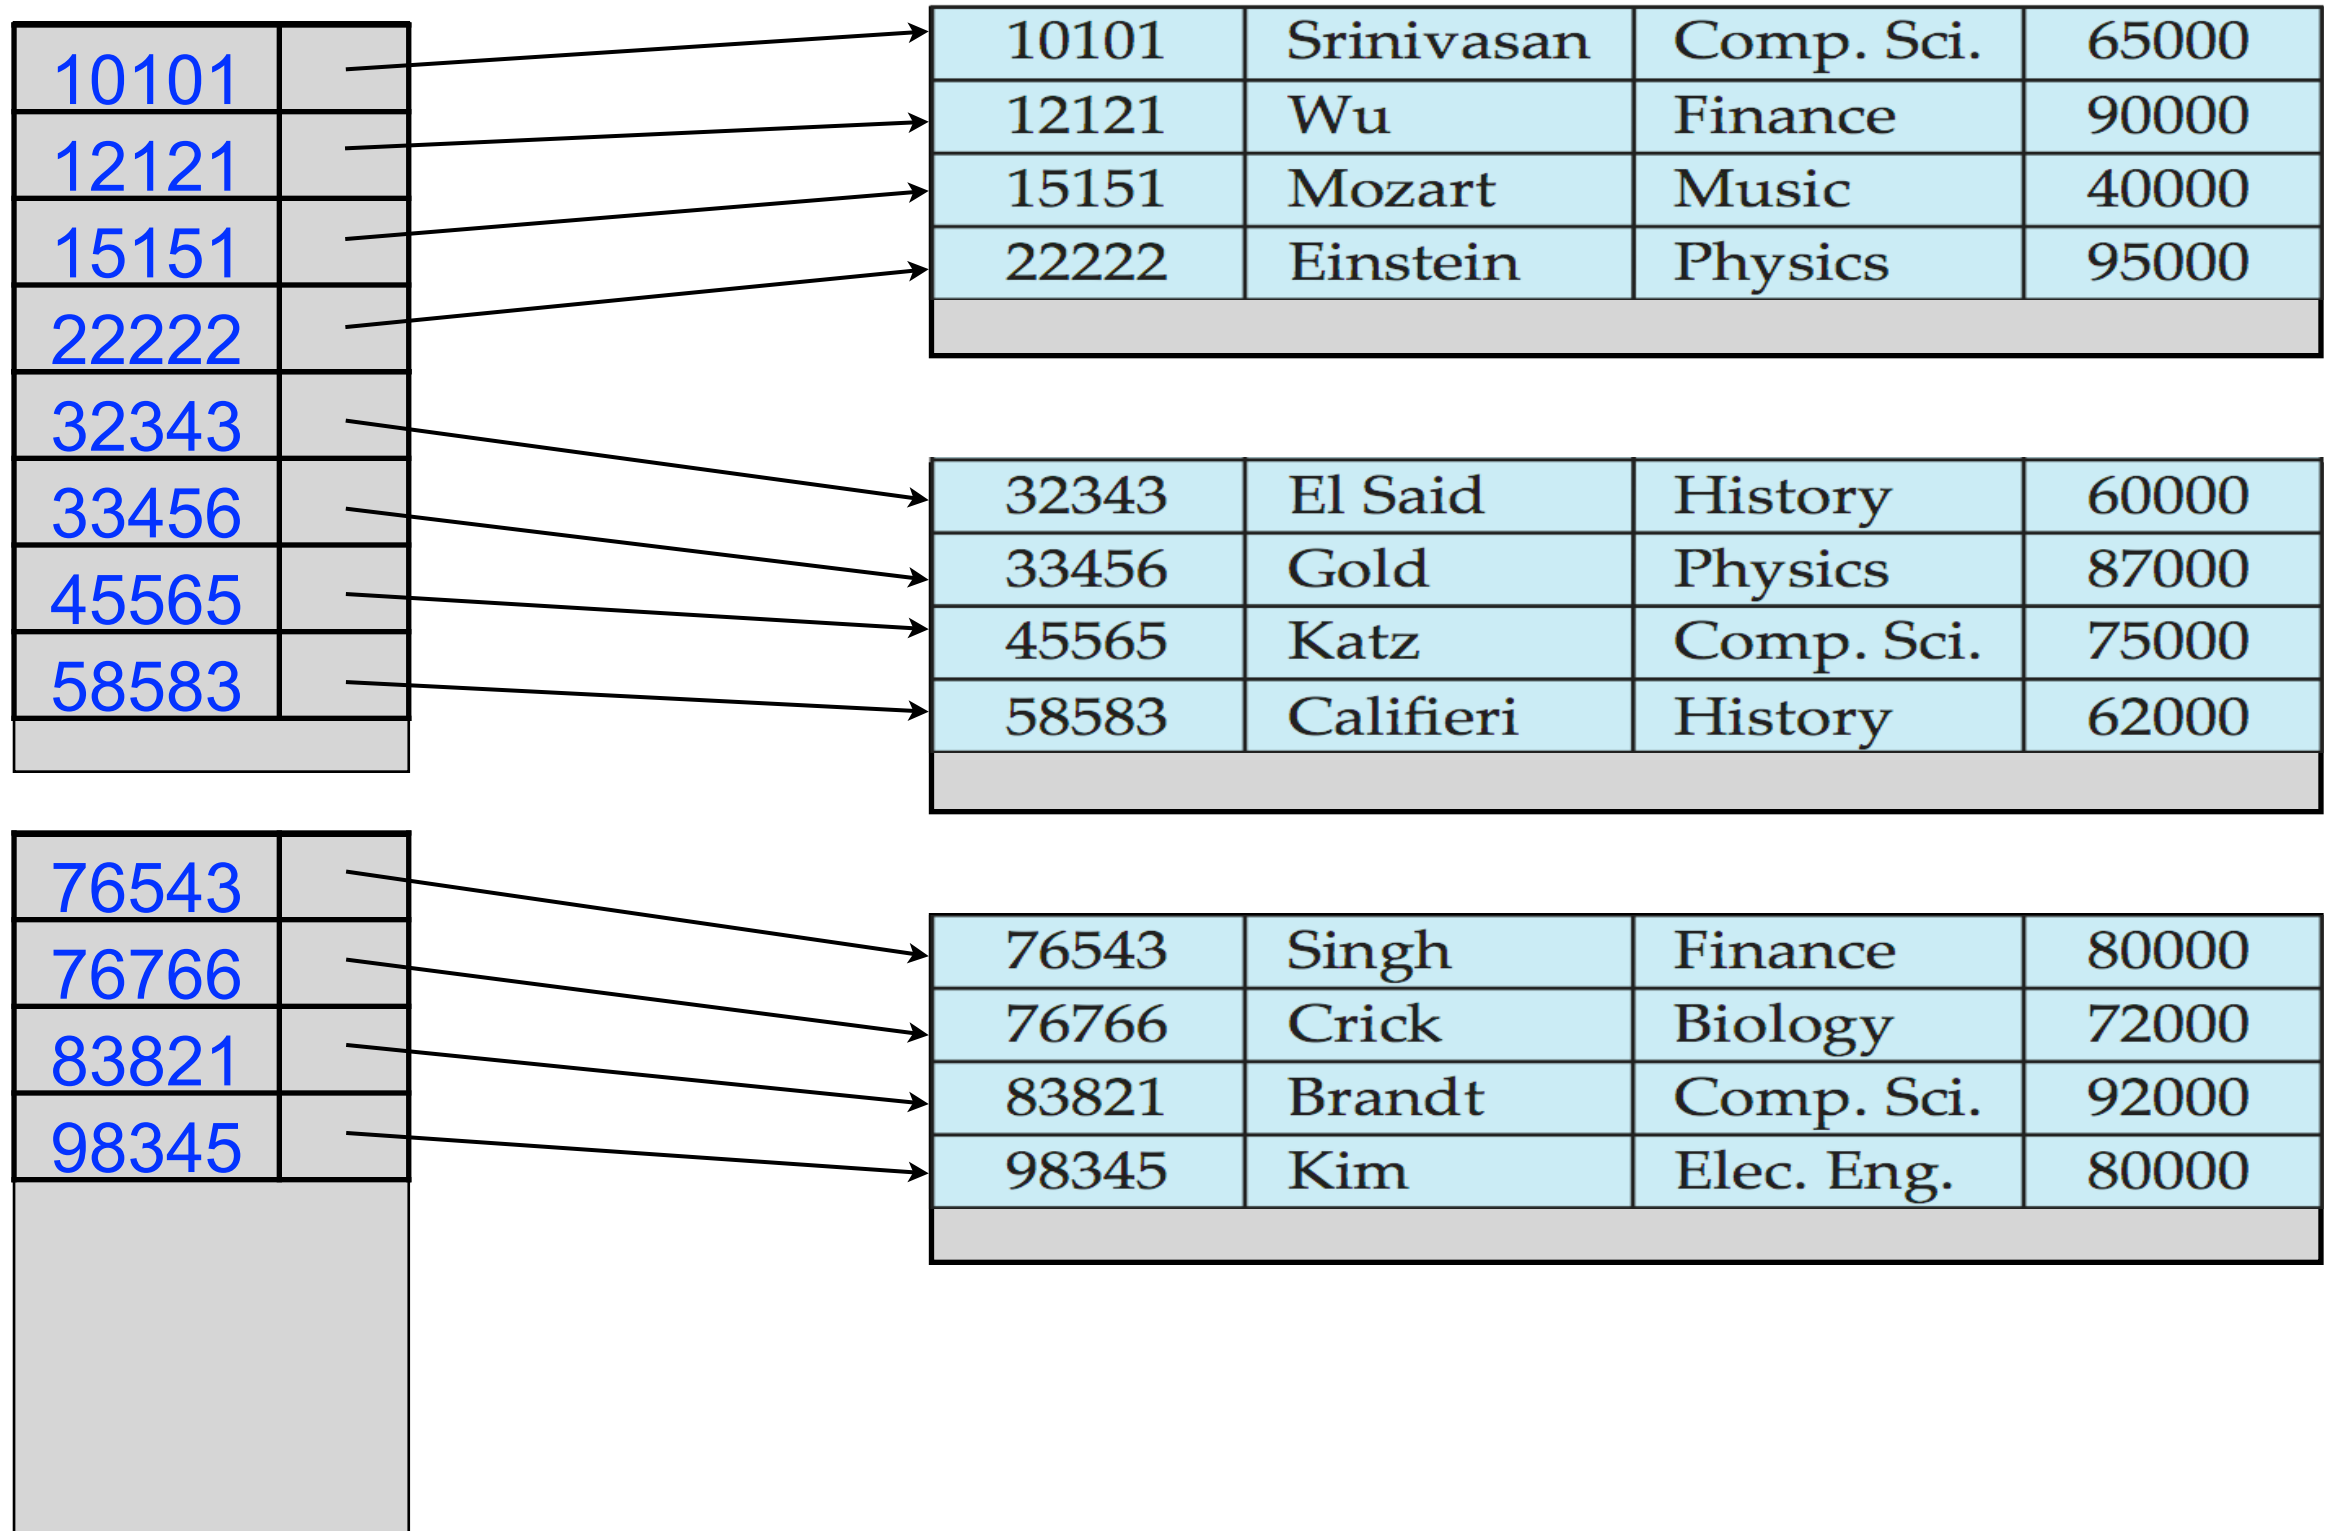 10101
12121
15151
22222
32343
33456
45565
58583
76543
76766
83821
98345
10101 Srinivasan Comp. Sci. 65000
12121 Wu Finance 90000
15151 Mozart Music 40000
22222 Einstein Physics 95000
32343 El Said History 60000
33456 Gold Physics 87000
45565 Katz Comp. Sci. 75000
58583 Califieri History 62000
76543 Singh Finance 80000
76766 Crick Biology 72000
83821 Brandt Comp. Sci. 92000
98345 Kim Elec. Eng. 80000